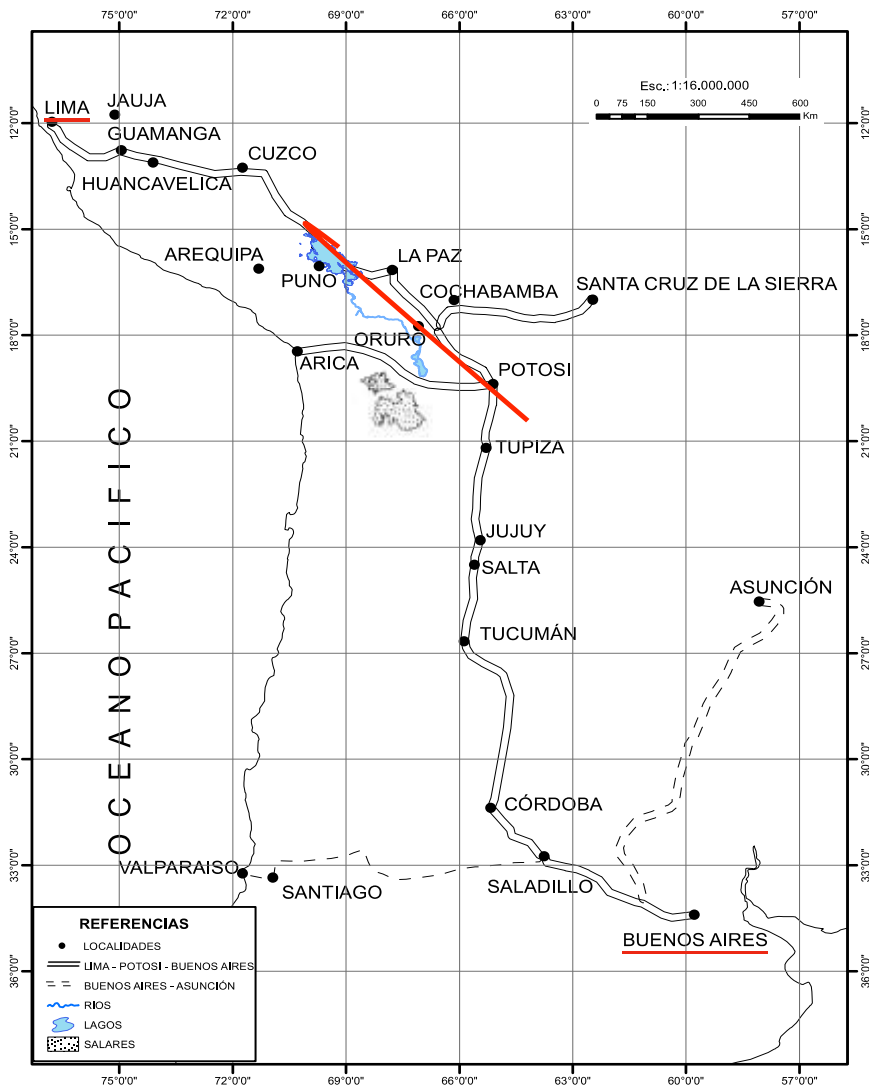 75°0'0" 72°0'0" 69°0'0" 66°0'0" 63°0'0" 60°0'0" 57°0'0"
Esc.: 1:16.000.000
0 75 150 300 450 600
Km
12°0'0"
15°0'0"
18°0'0"
21°0'0"
24°0'0"
27°0'0"
30°0'0"
33°0'0"
36°0'0"
LIMA
JAUJA
GUAMANGA
HUANCAVELICA
CUZCO
AREQUIPA
PUNO
LA PAZ
COCHABAMBA
SANTA CRUZ DE LA SIERRA
ORURO
ARICA
POTOSI
TUPIZA
JUJUY
SALTA
ASUNCIÓN
TUCUMÁN
OCEANO PACIFICO
CÓRDOBA
VALPARAISO
SANTIAGO
SALADILLO
BUENOS AIRES
REFERENCIAS
LOCALIDADES
LIMA - POTOSI - BUENOS AIRES
BUENOS AIRES - ASUNCIÓN
RIOS
LAGOS
SALARES
12°0'0"
15°0'0"
18°0'0"
21°0'0"
24°0'0"
27°0'0"
30°0'0"
33°0'0"
36°0'0"
75°0'0" 72°0'0" 69°0'0" 66°0'0" 63°0'0" 60°0'0" 57°0'0"